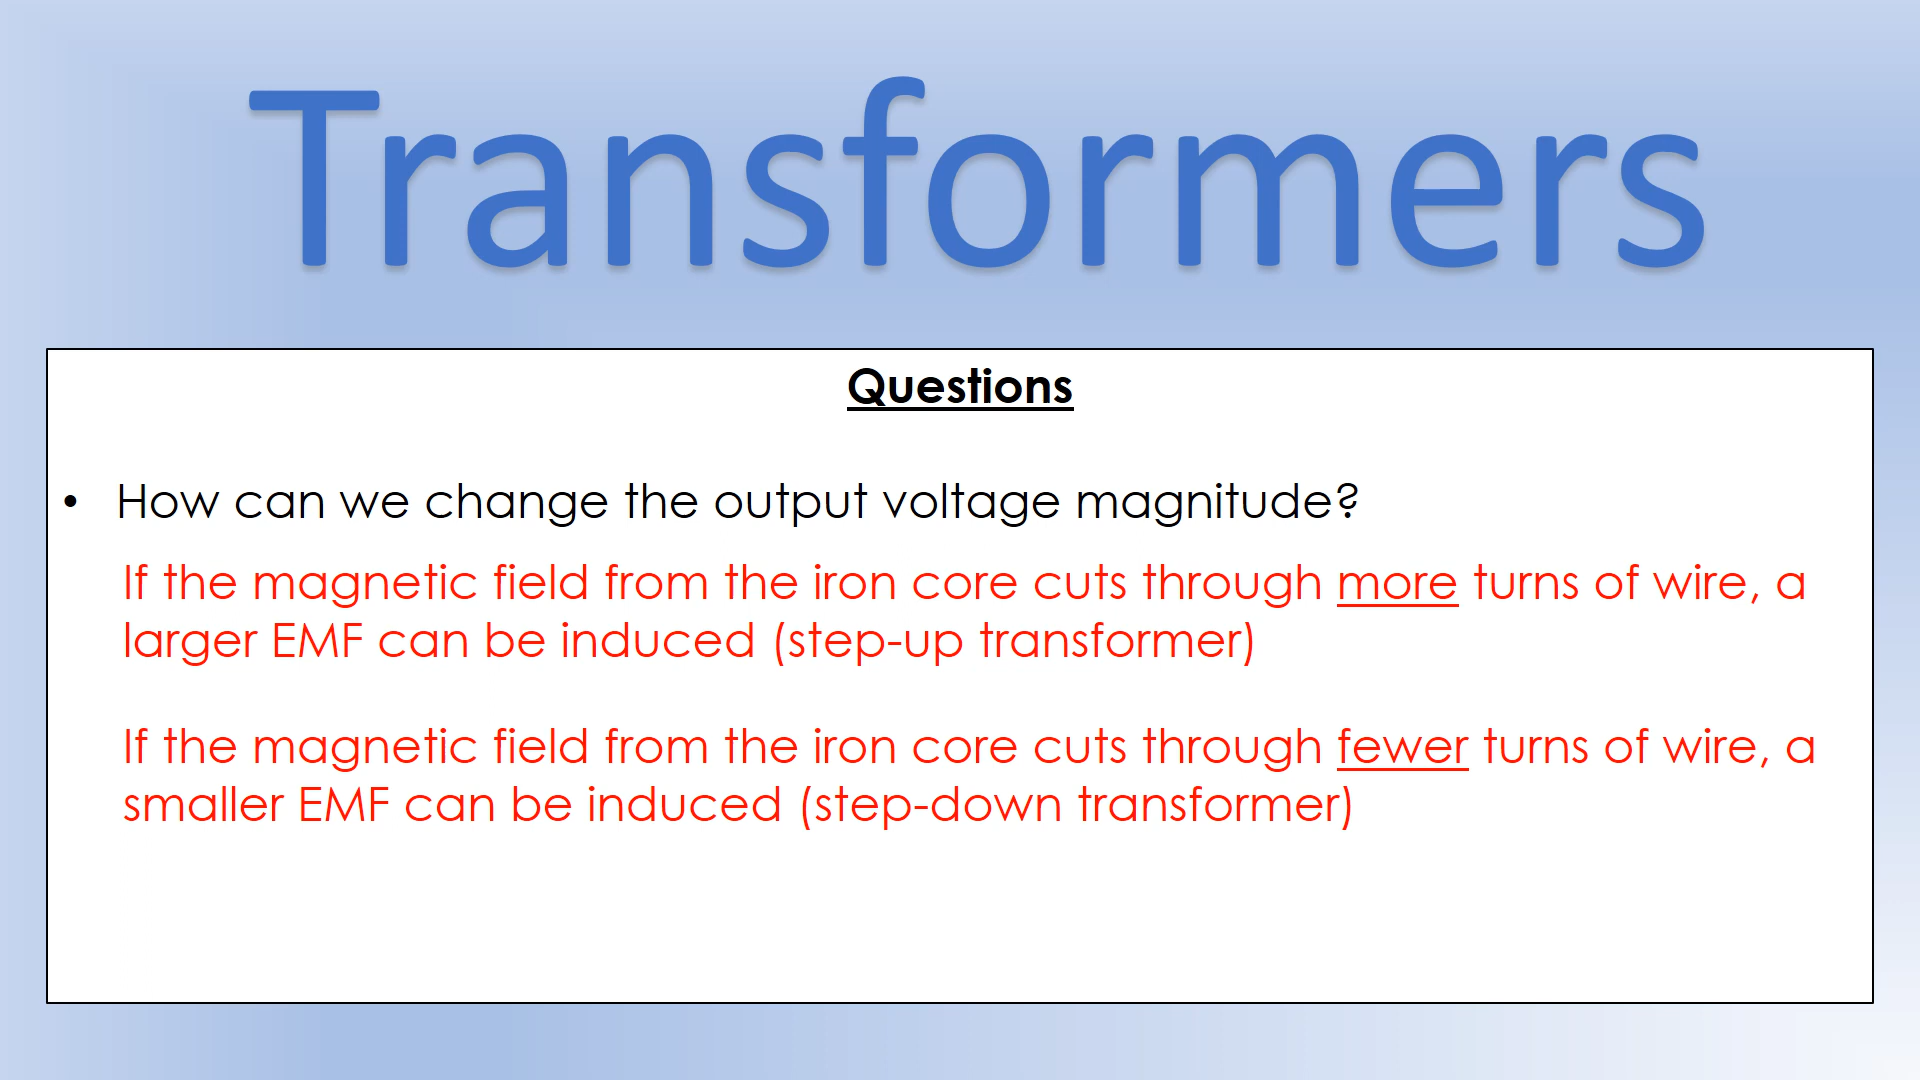 Transformers
Questions
• How can we change the output voltage magnitude?
If the magnetic field from the iron core cuts through more turns of wire, a
larger EMF can be induced (step-up transformer)
If the magnetic field from the iron core cuts through fewer turns of wire, a
smaller EMF can be induced (step-down transformer)